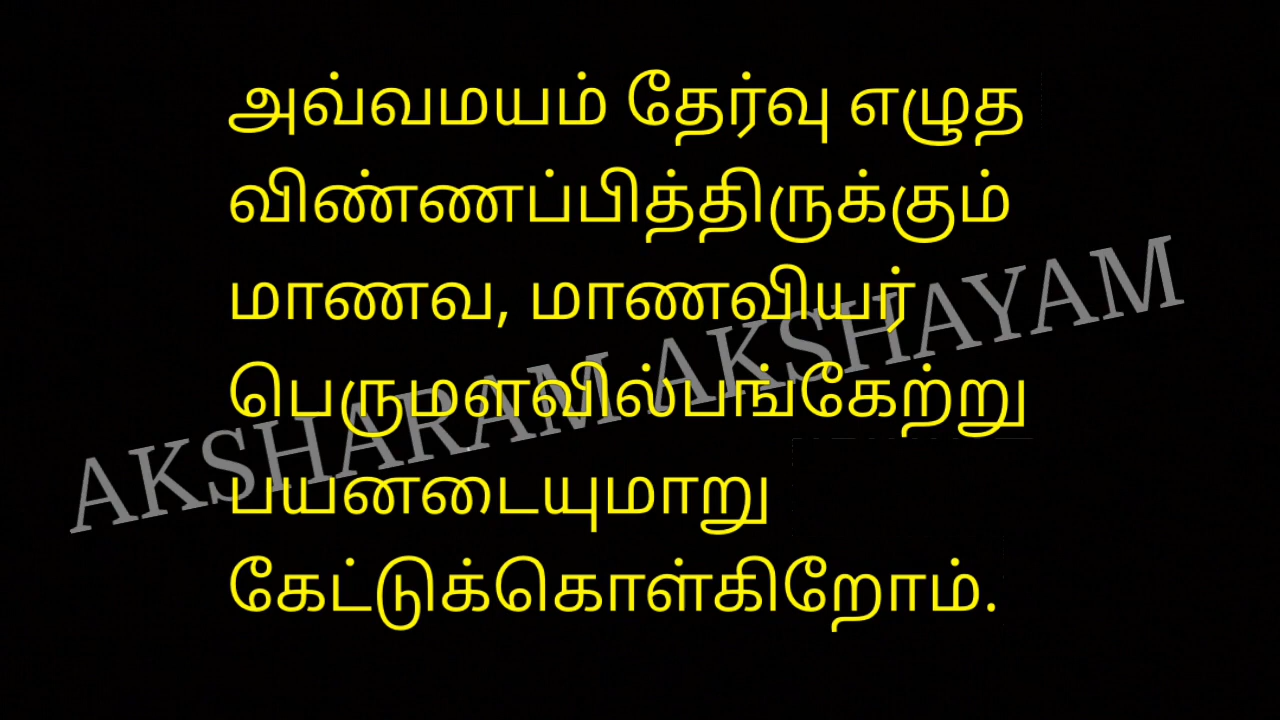 அவ்வமயம் தேர்வு எழுத
விண்ணப்பித்திருக்கும்
மாணவ, மாணவியர்
பெருமளவில்பங்கேற்று
பயனடையுமாறு
கேட்டுக்கொள்கிறோம்.
AKSHARAM AKSHAYAM